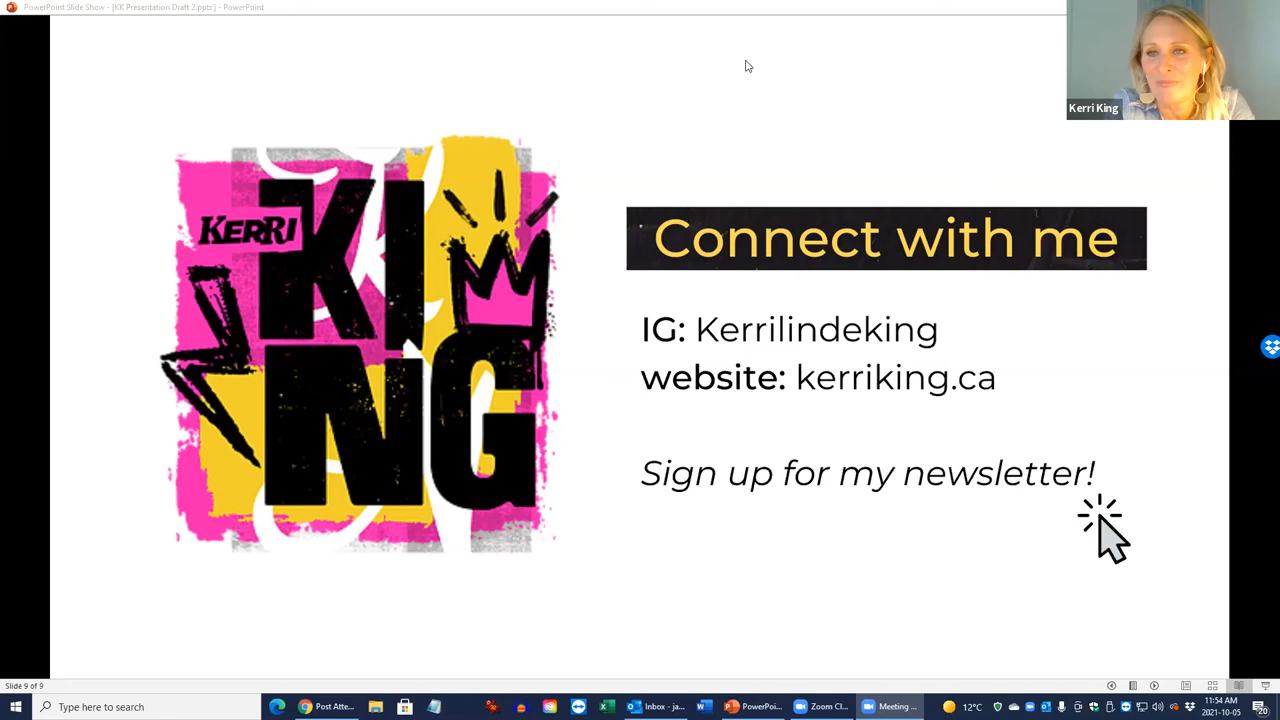 PowerPoint Slide Show - [KK Presentation Draft 2.pptx] - PowerPoint
Kerri King
KERRI
KI
NG
Connect with me
IG: Kerrilindeking
website: kerriking.ca
Sign up for my newsletter!
Slide 9 of 9
Type here to search
Post Atte...
Inbox - ja...
PowerPoi...
Zoom Cl...
Meeting ...
12°C
11:54 AM
2021-10-05
20